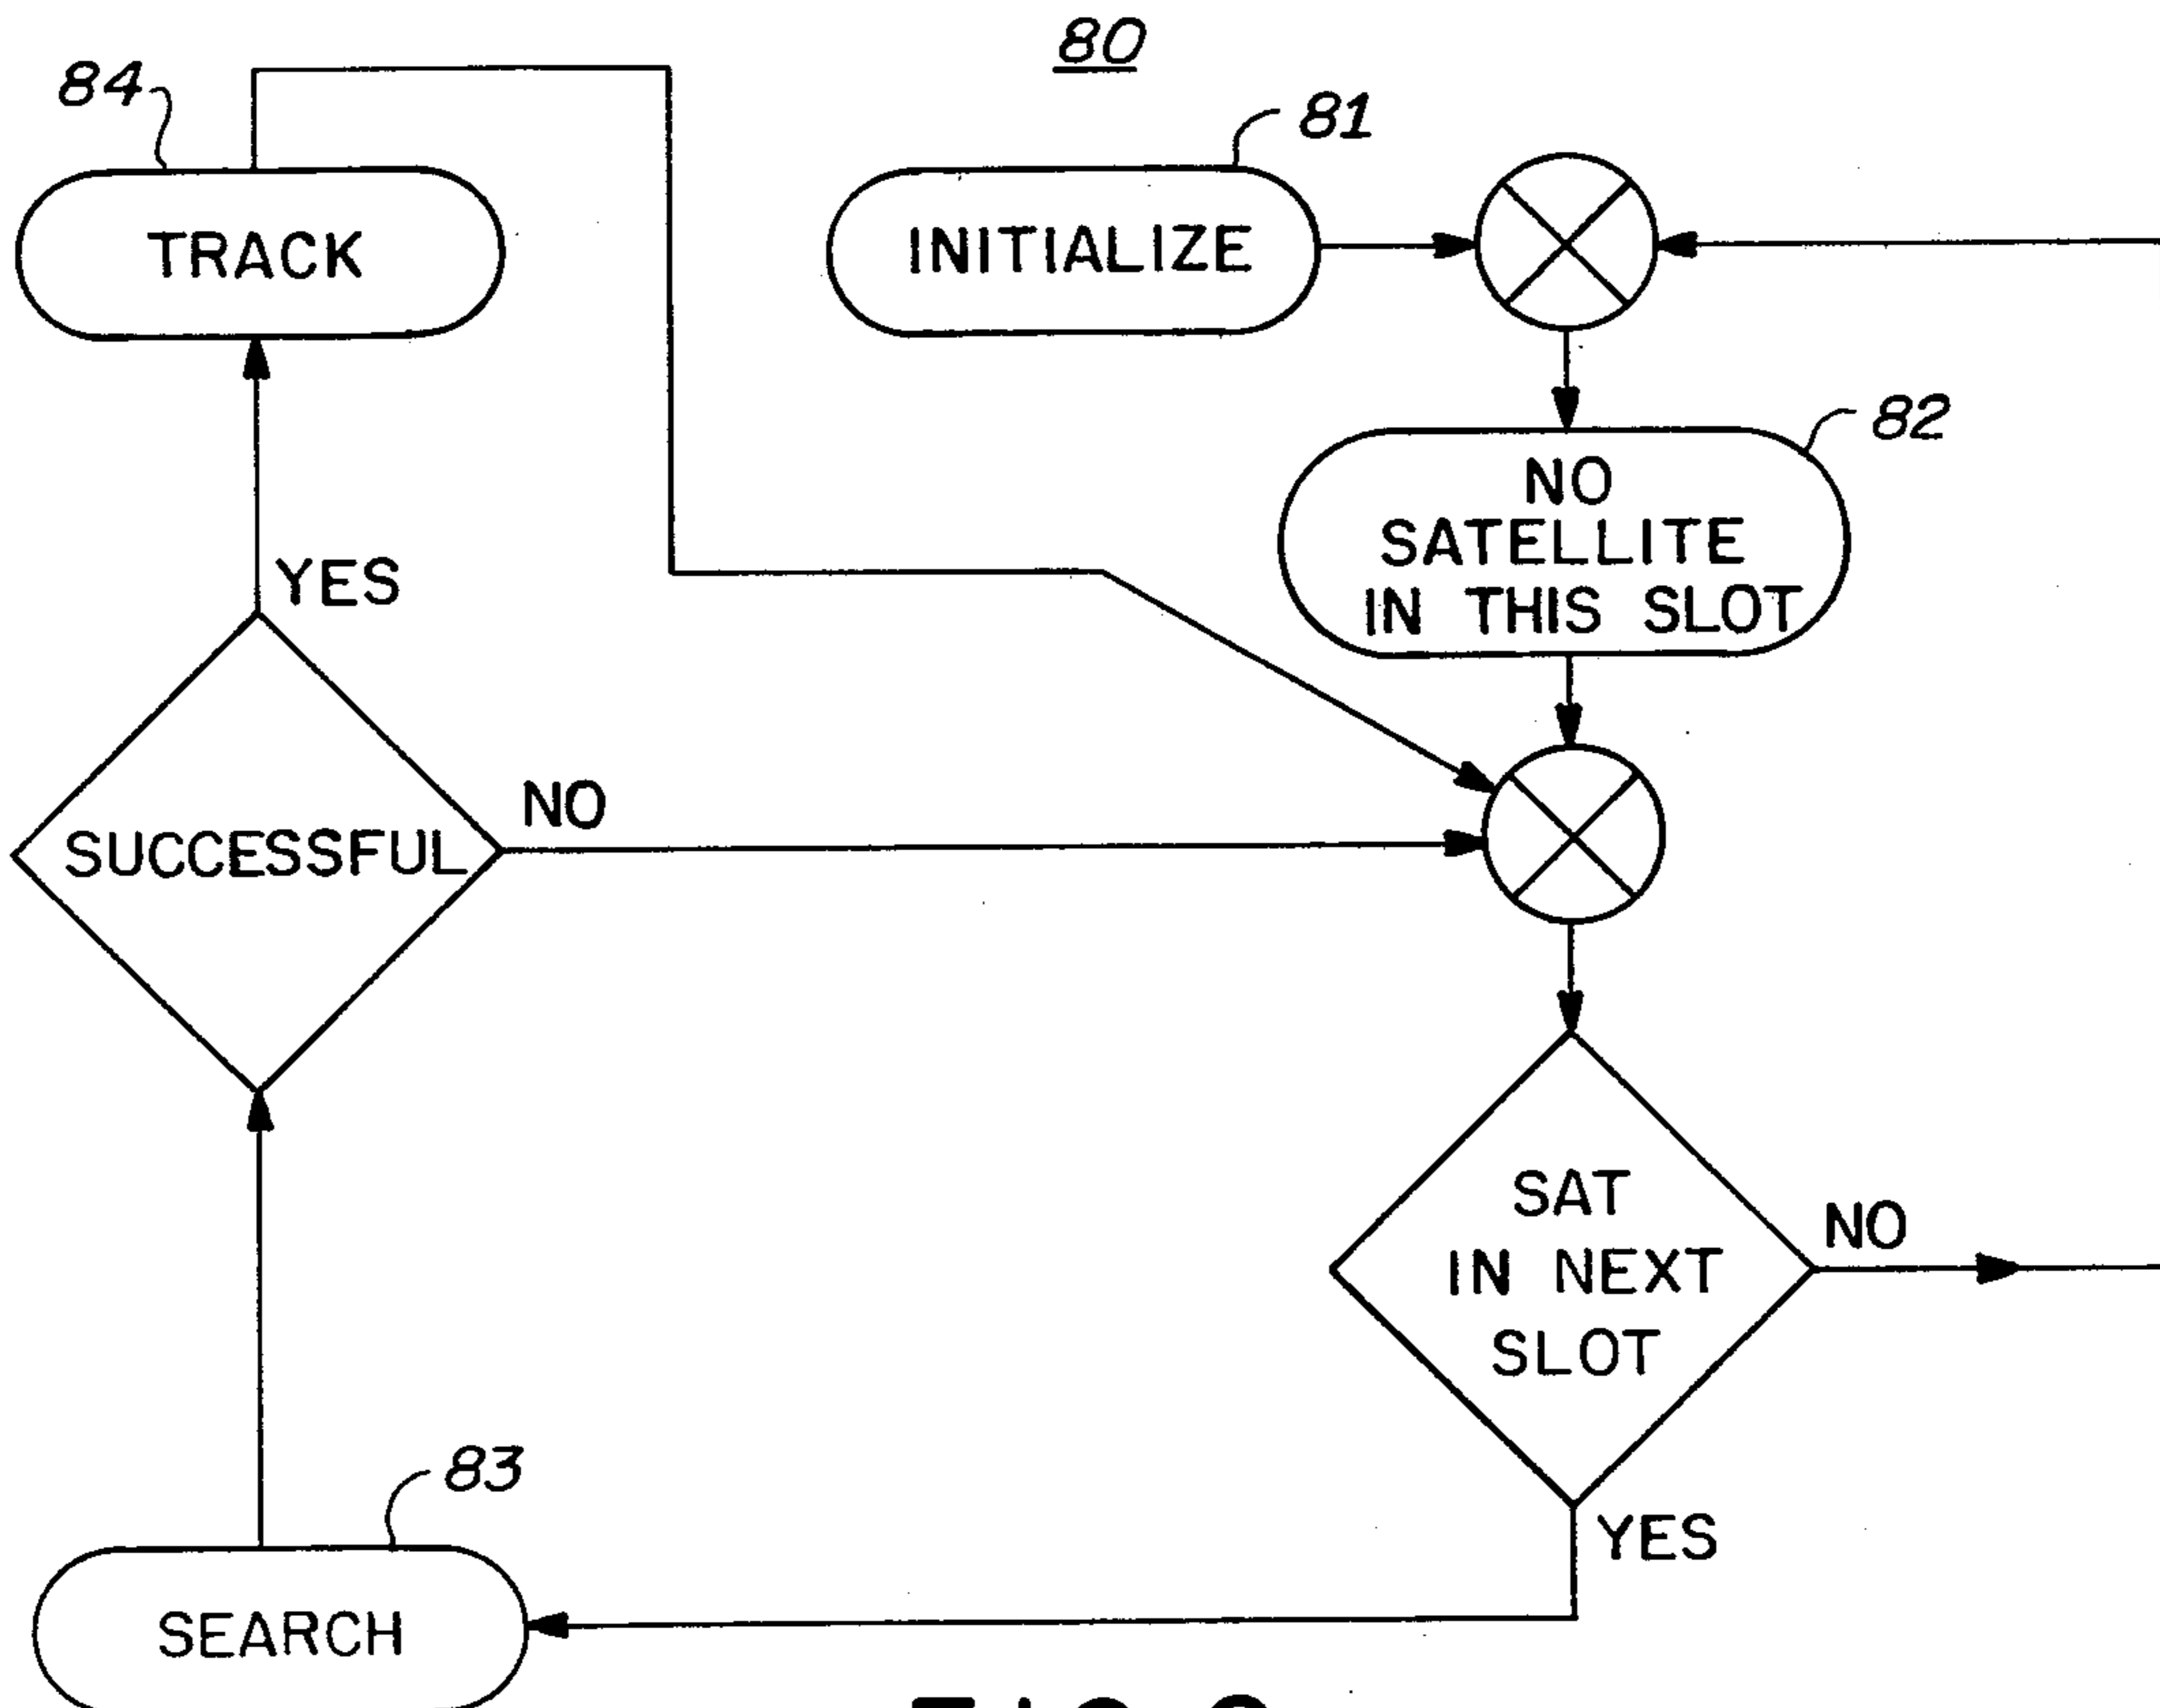 80
84
81
TRACK
INITIALIZE
82
NO
SATELLITE
IN THIS SLOT
YES
NO
SUCCESSFUL
SAT
IN NEXT
SLOT
NO
83
YES
SEARCH